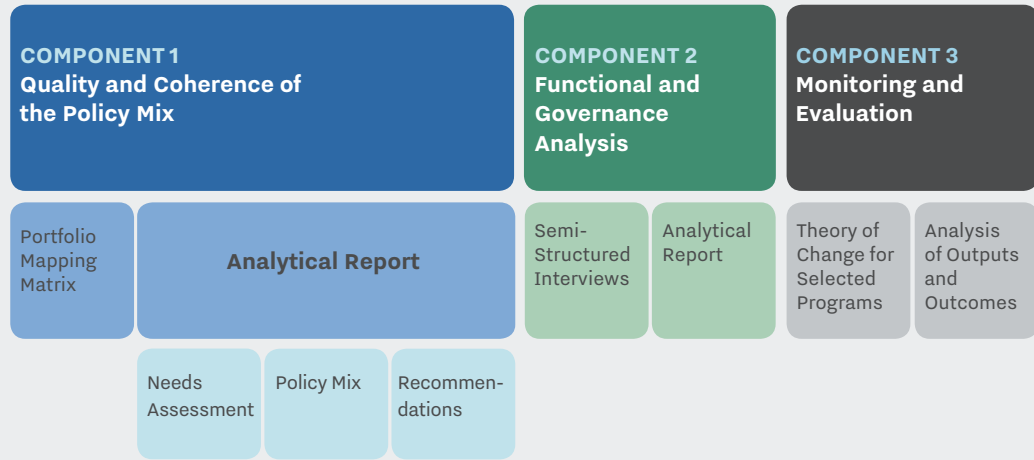 COMPONENT 1
Quality and Coherence of
the Policy Mix
COMPONENT 2
Functional and
Governance
Analysis
COMPONENT 3
Monitoring and
Evaluation
Portfolio
Mapping
Matrix
Analytical Report
Semi-
Structured
Interviews
Analytical
Report
Theory of
Change for
Selected
Programs
Analysis
of Outputs
and
Outcomes
Needs
Assessment
Policy Mix
Recommen-
dations